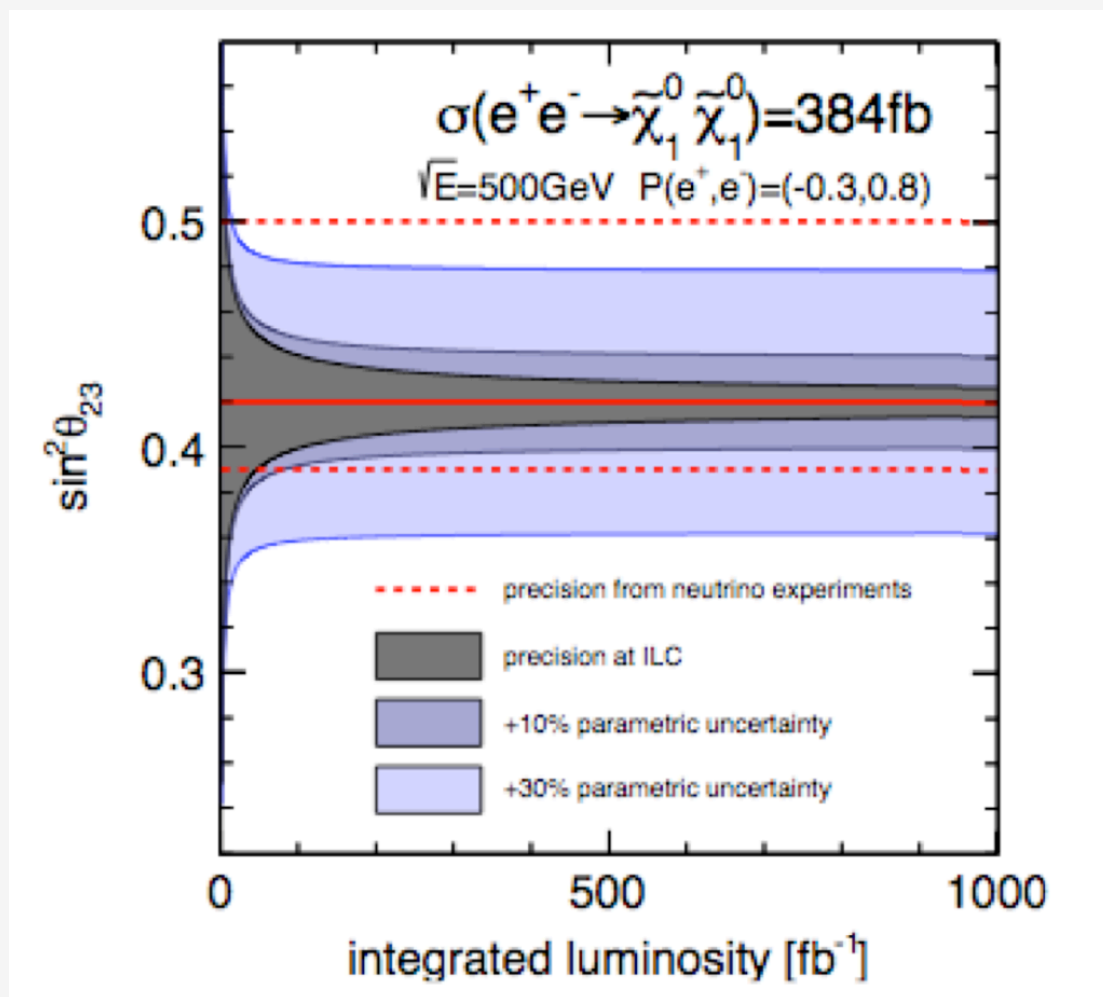 σ(e⁺e⁻→χ̃₁⁰ χ̃₁⁰)=384fb
√E=500GeV P(e⁺,e⁻)=(-0.3,0.8)
0.5
0.4
0.3
sin²θ₂₃
precision from neutrino experiments
precision at ILC
+10% parametric uncertainty
+30% parametric uncertainty
0 500 1000
integrated luminosity [fb⁻¹]